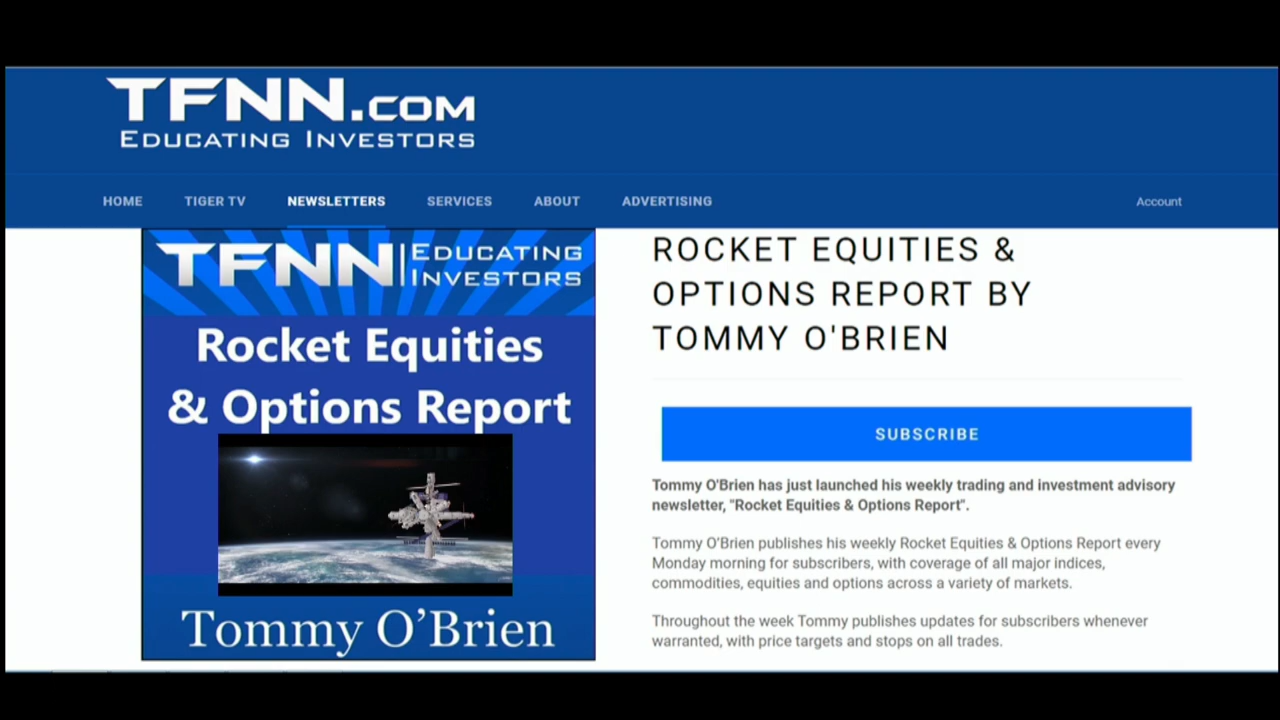 TFNN.COM
EDUCATING INVESTORS
HOME TIGER TV NEWSLETTERS SERVICES ABOUT ADVERTISING Account
TFNN EDUCATING
INVESTORS
Rocket Equities
& Options Report
Tommy O’Brien
ROCKET EQUITIES &
OPTIONS REPORT BY
TOMMY O'BRIEN
SUBSCRIBE
Tommy O'Brien has just launched his weekly trading and investment advisory
newsletter, "Rocket Equities & Options Report".
Tommy O’Brien publishes his weekly Rocket Equities & Options Report every
Monday morning for subscribers, with coverage of all major indices,
commodities, equities and options across a variety of markets.
Throughout the week Tommy publishes updates for subscribers whenever
warranted, with price targets and stops on all trades.